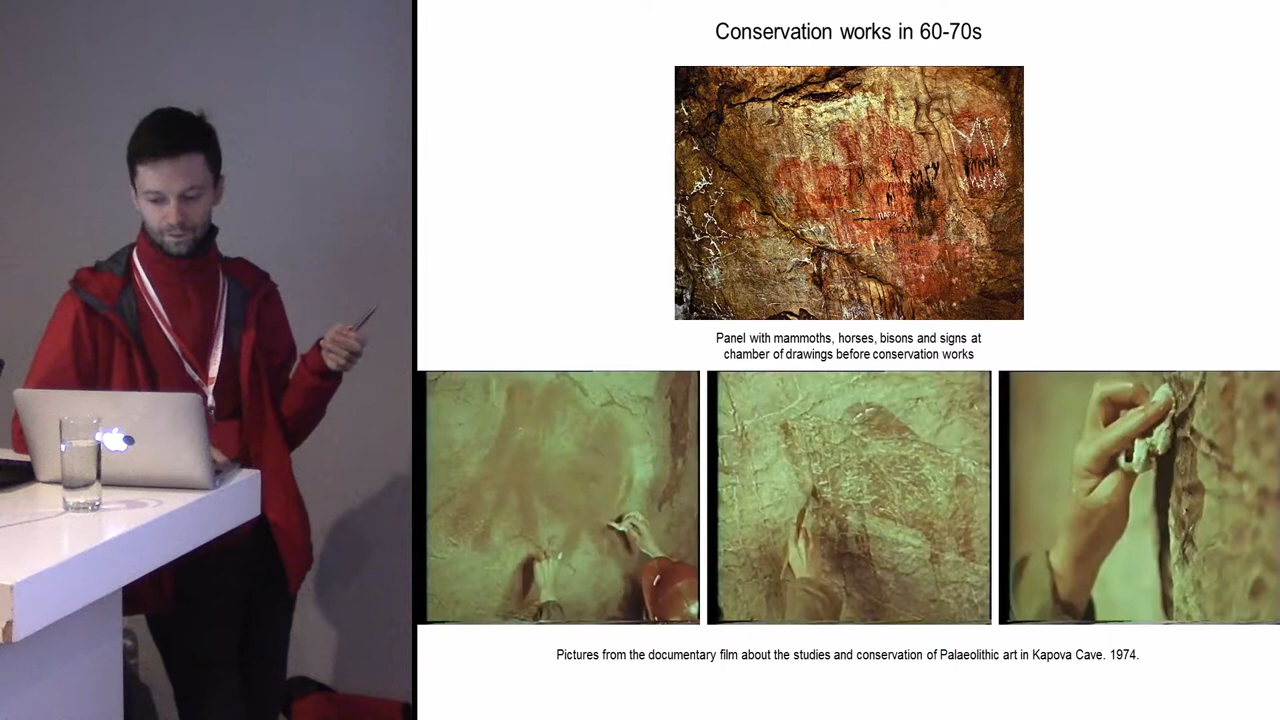 Conservation works in 60-70s
Panel with mammoths, horses, bisons and signs at
chamber of drawings before conservation works
Pictures from the documentary film about the studies and conservation of Palaeolithic art in Kapova Cave. 1974.